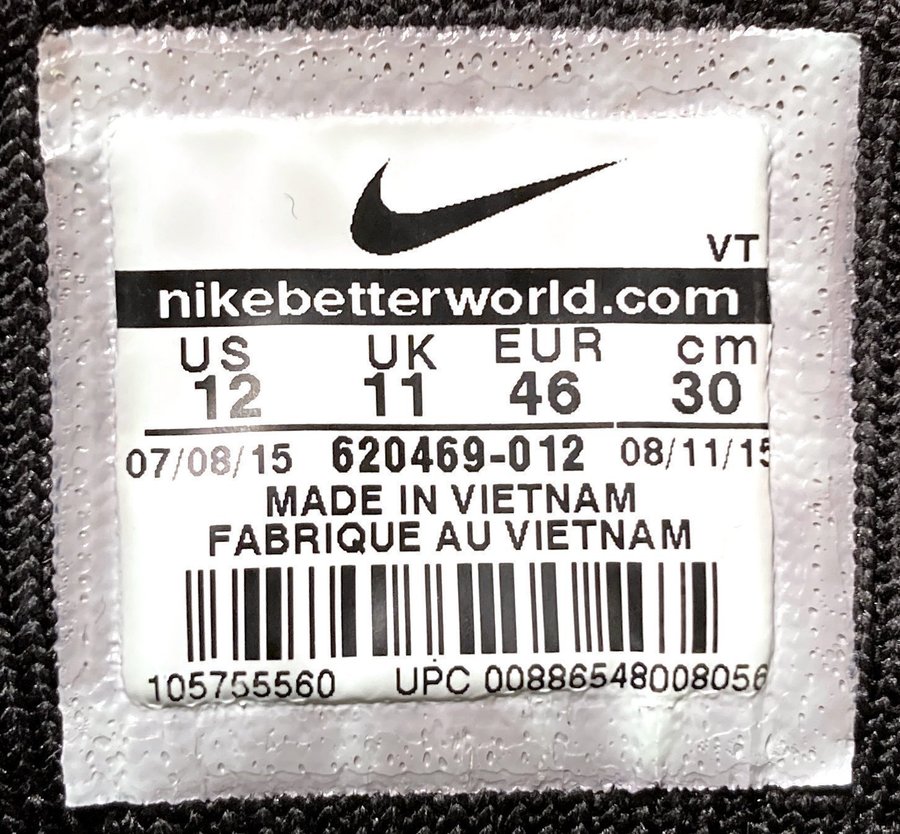 VT
nikebetterworld.com
US UK EUR cm
12 11 46 30
07/08/15 620469-012 08/11/15
MADE IN VIETNAM
FABRIQUE AU VIETNAM
105755560 UPC 00886548008056